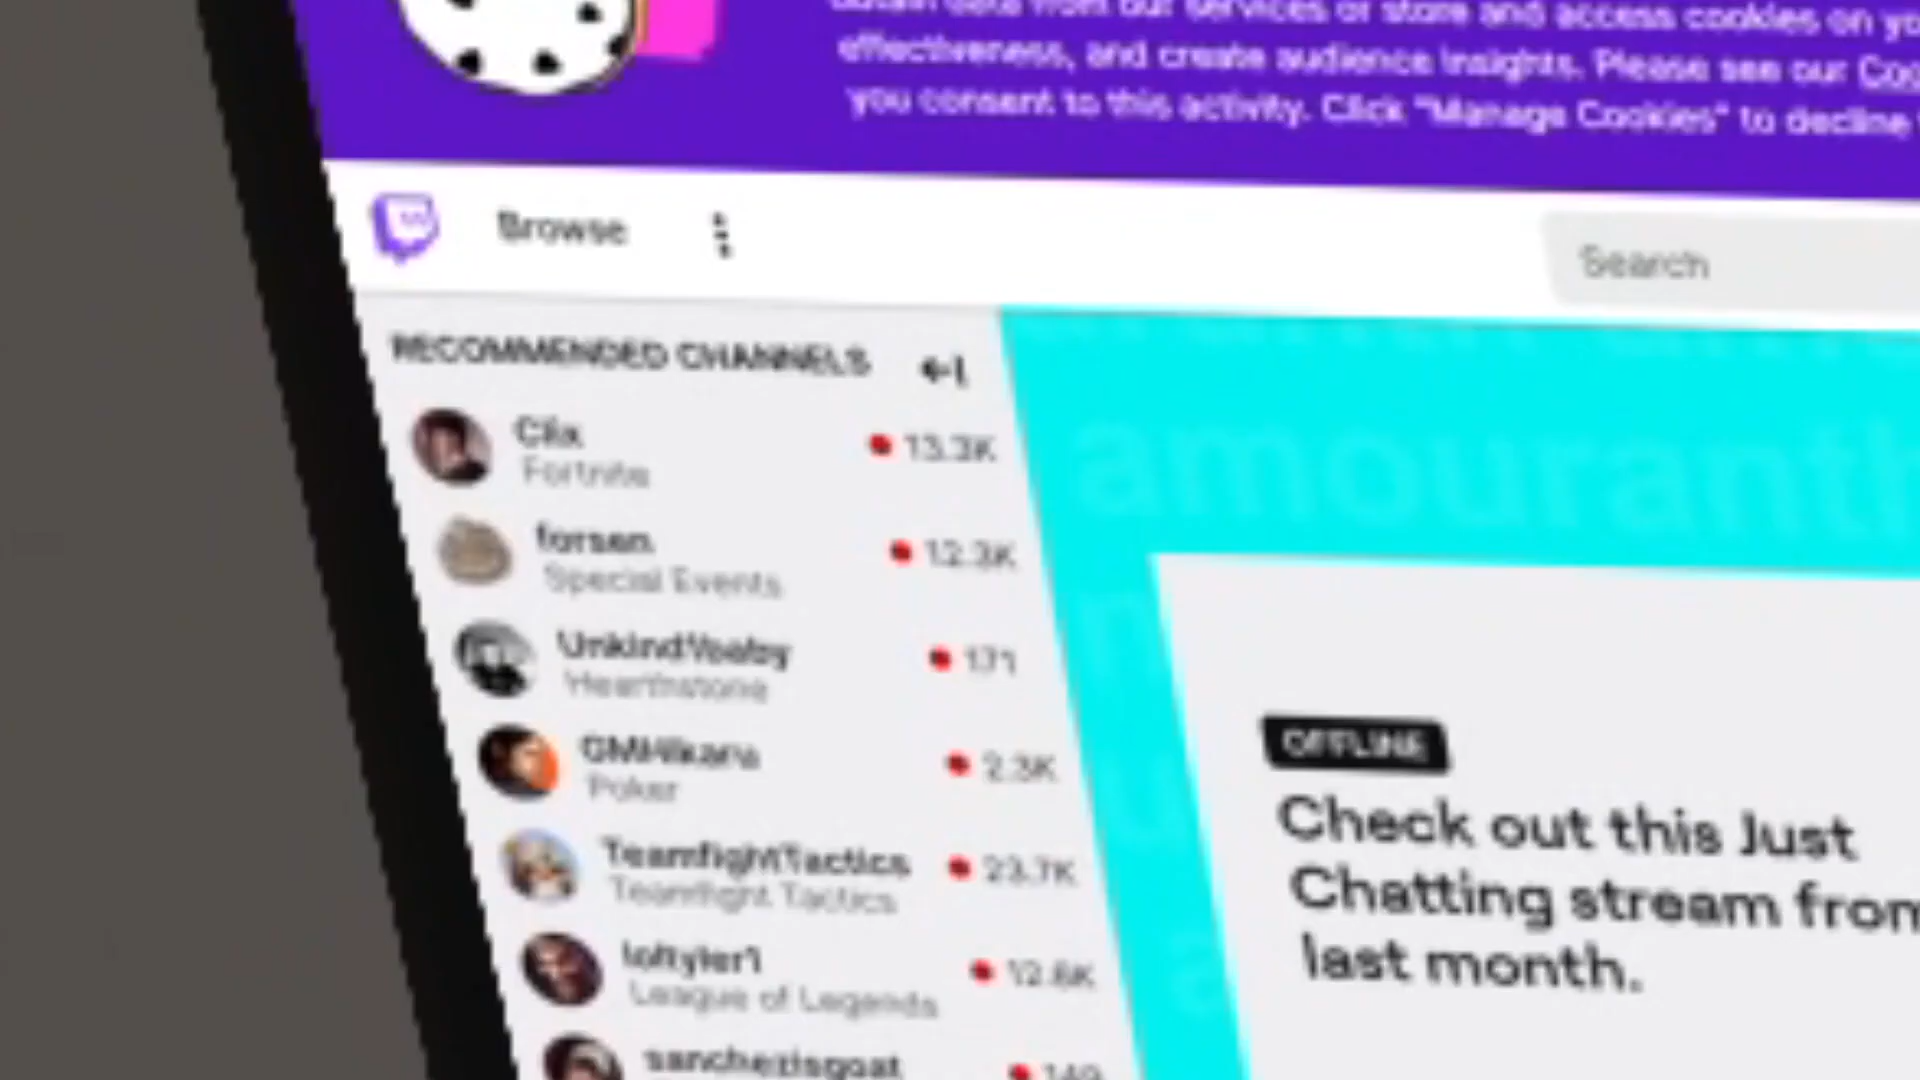 obtain data from our services or store and access cookies on
effectiveness, and create audience insights. Please see our
you consent to this activity. Click "Manage Cookies" to decline
Browse
Search
RECOMMENDED CHANNELS
Clix
13.3K
Fortnite
amouranth
forsen
12.3K
Special Events
171
Hearthstone
GMHikaru
2.3K
Poker
TeamfightTactics
23.7K
Teamfight Tactics
OFFLINE
Check out this Just
Chatting stream from
last month.
loltyler1
12.6K
League of Legends
sanchezisgoat
149